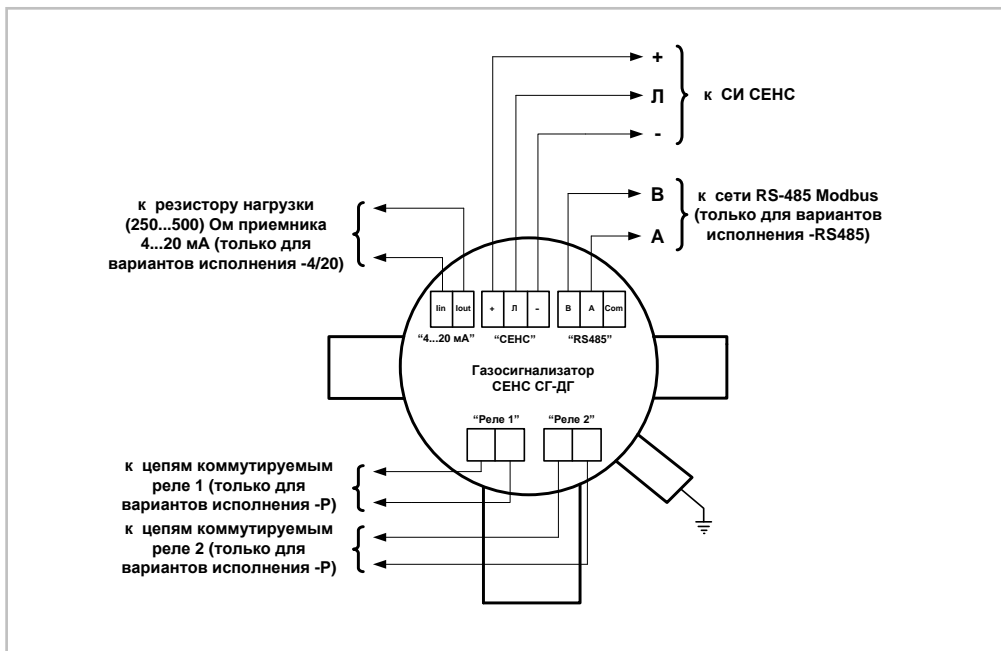 +
Л
к СИ СЕНС
-
к резистору нагрузки
(250...500) Ом приемника
4...20 мА (только для
вариантов исполнения -4/20)
B
к сети RS-485 Modbus
(только для вариантов
исполнения -RS485)
A
Iin
Iout
+
Л
-
B
A
Com
“4...20 мА”
“СЕНС”
“RS485”
Газосигнализатор
СЕНС СГ-ДГ
“Реле 1”
“Реле 2”
к цепям коммутируемым
реле 1 (только для
вариантов исполнения -Р)
к цепям коммутируемым
реле 2 (только для
вариантов исполнения -Р)